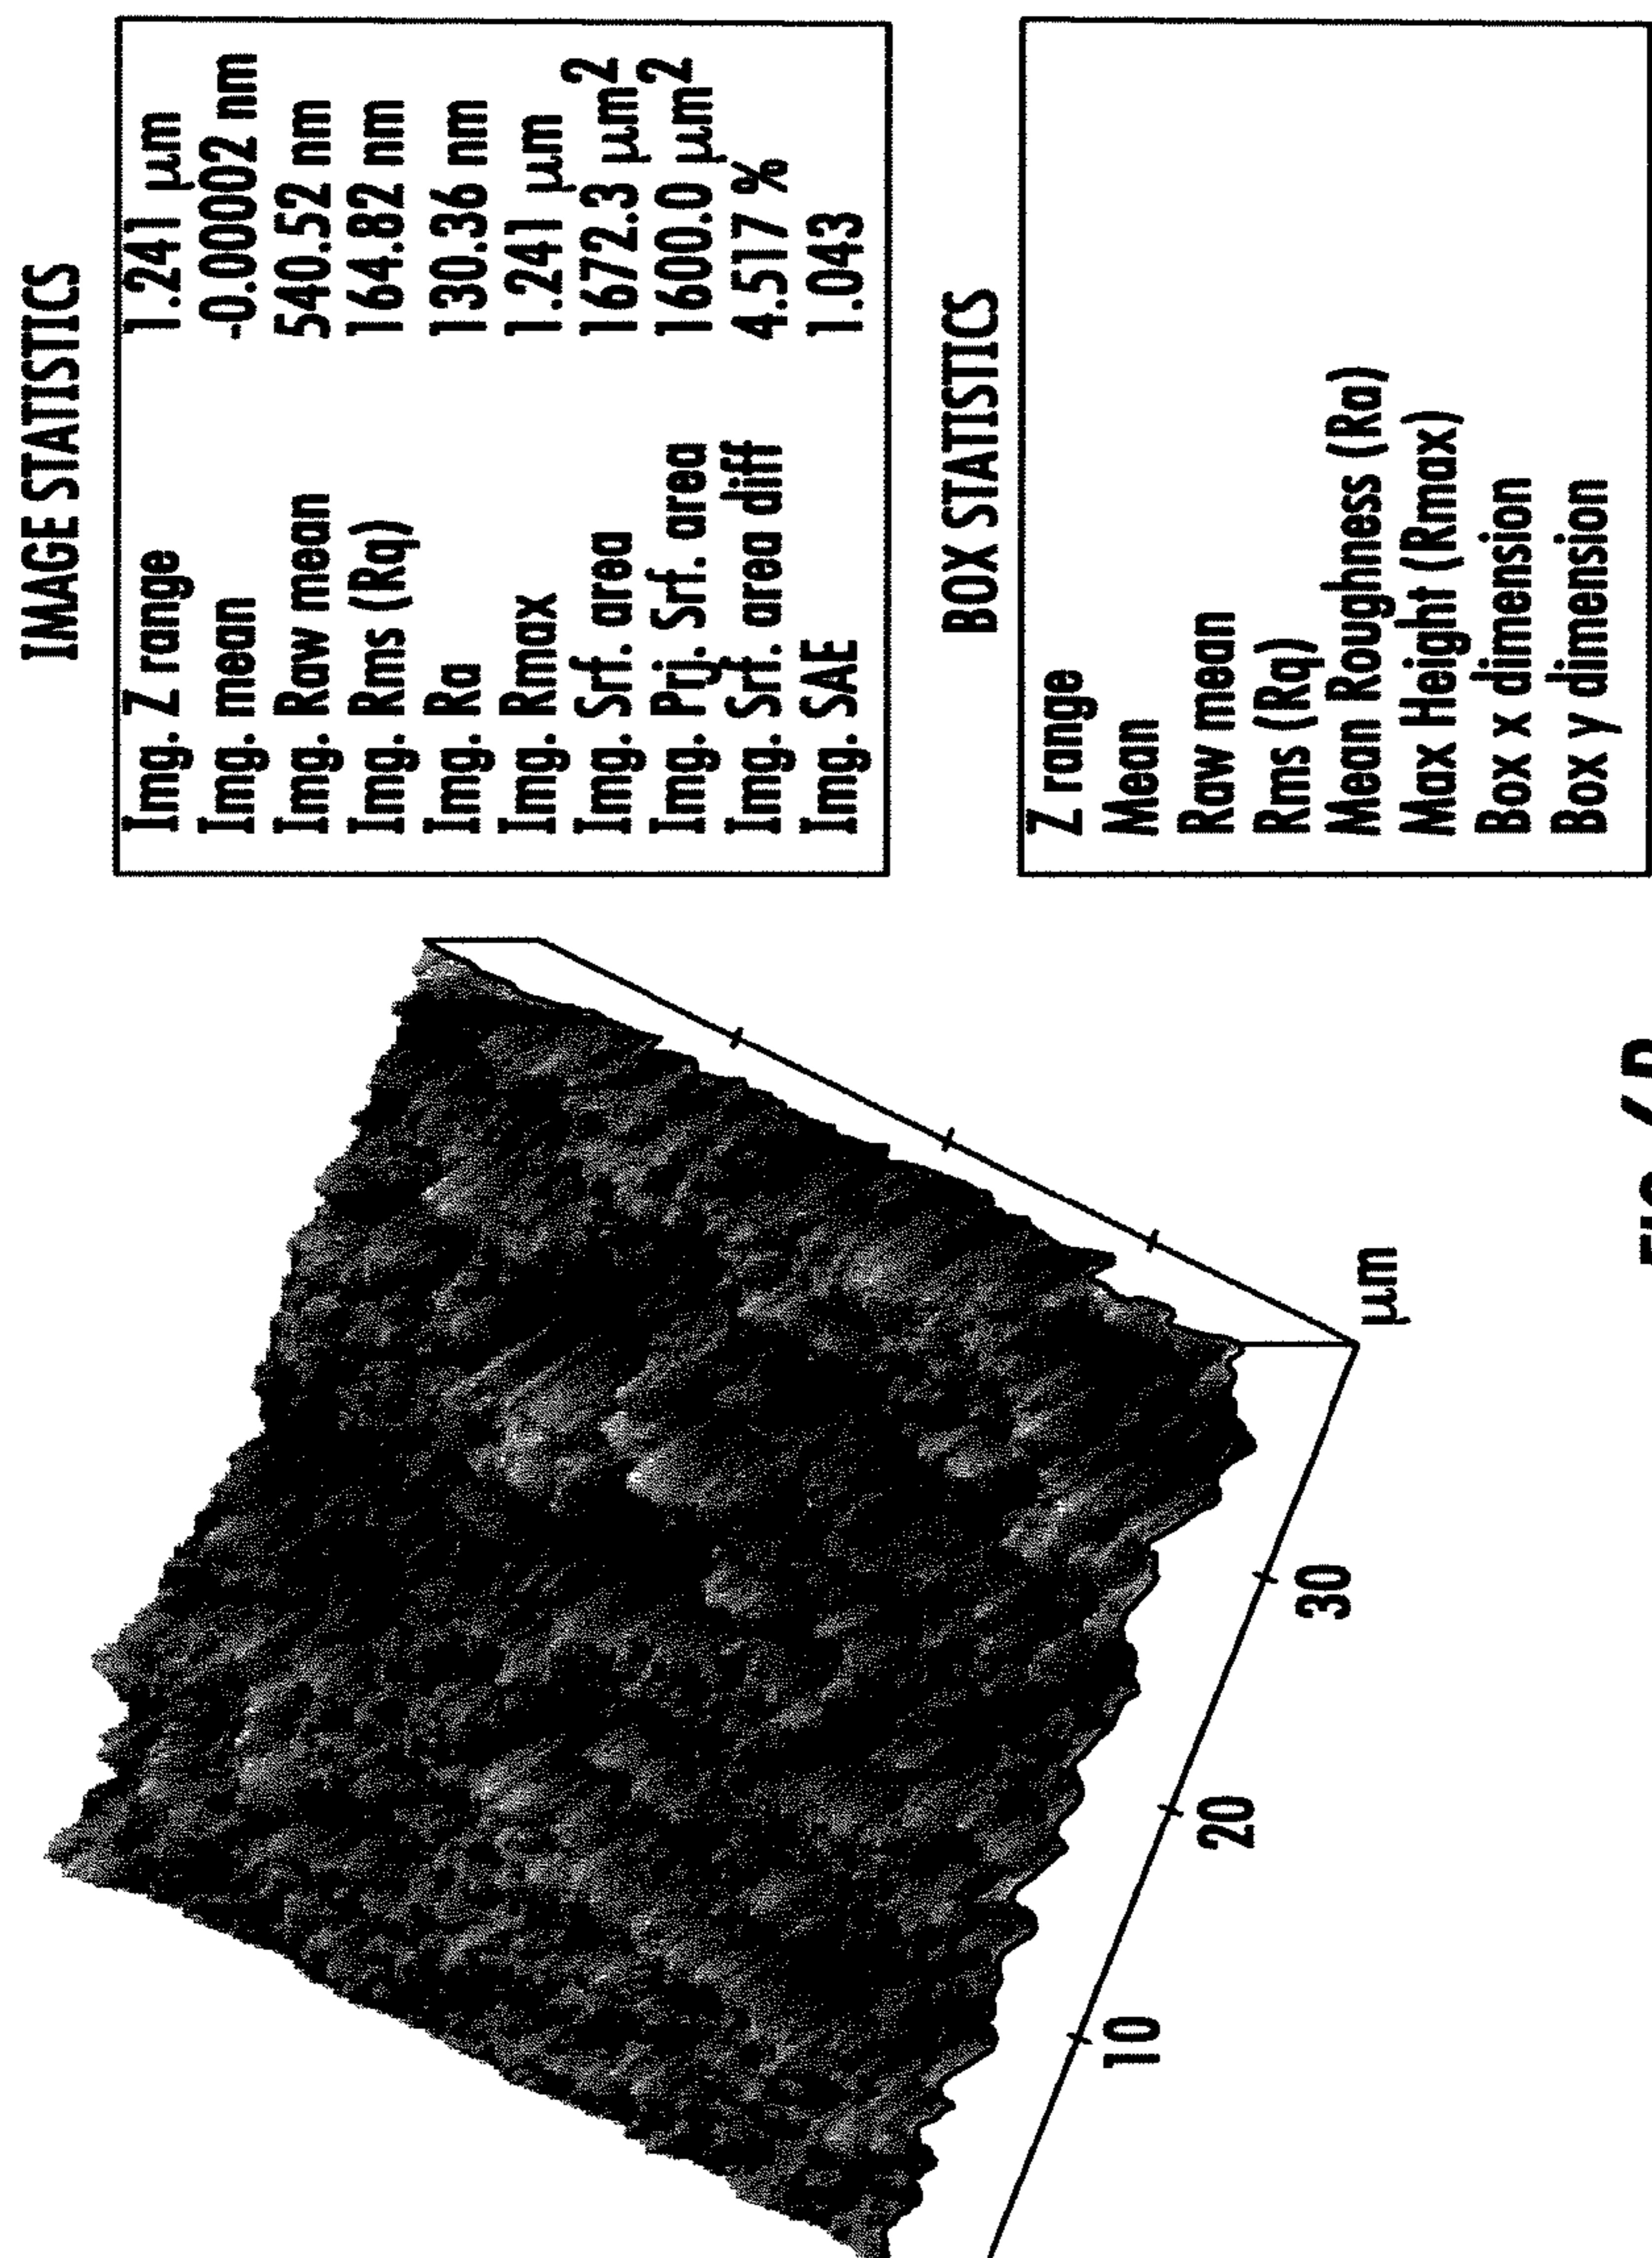 IMAGE STATISTICS
Img. Z range 1.241 μm
Img. mean -0.00002 nm
Img. Raw mean 540.52 nm
Img. Rms (Rq) 164.82 nm
Img. Ra 130.36 nm
Img. Rmax 1.241 μm
Img. Srf. area 1672.3 μm²
Img. Prj. Srf. area 1600.0 μm²
Img. Srf. area diff 4.517 %
Img. SAE 1.043
BOX STATISTICS
Z range
Mean
Raw mean
Rms (Rq)
Mean Roughness (Ra)
Max Height (Rmax)
Box x dimension
Box y dimension
10
20
30
μm